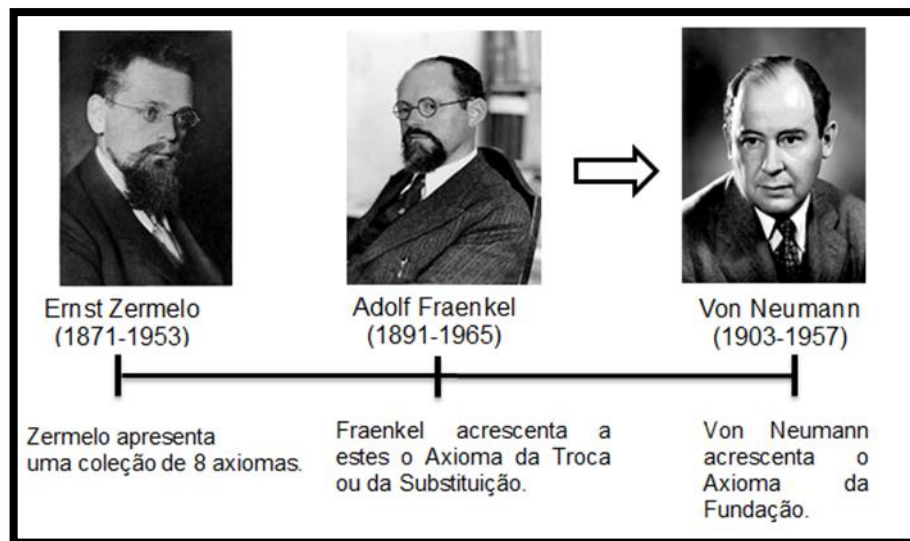 Ernst Zermelo
(1871-1953)
Adolf Fraenkel
(1891-1965)
Von Neumann
(1903-1957)
Zermelo apresenta
uma coleção de 8 axiomas.
Fraenkel acrescenta a
estes o Axioma da Troca
ou da Substituição.
Von Neumann
acrescenta o
Axioma da
Fundação.